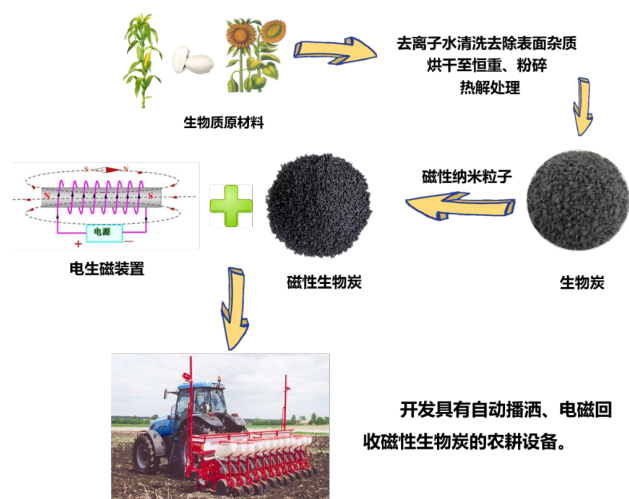 去离子水清洗去除表面杂质
烘干至恒重、粉碎
热解处理
生物质原材料
磁性纳米粒子
S
N
N
S
电源
+
—
电生磁装置
磁性生物炭
生物炭
开发具有自动播洒、电磁回
收磁性生物炭的农耕设备。